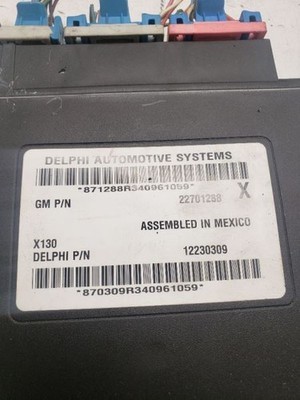 DELPHI AUTOMOTIVE SYSTEMS
*871288R340961059*
GM P/N 22701288 X
ASSEMBLED IN MEXICO
X130
DELPHI P/N 12230309
*870309R340961059*